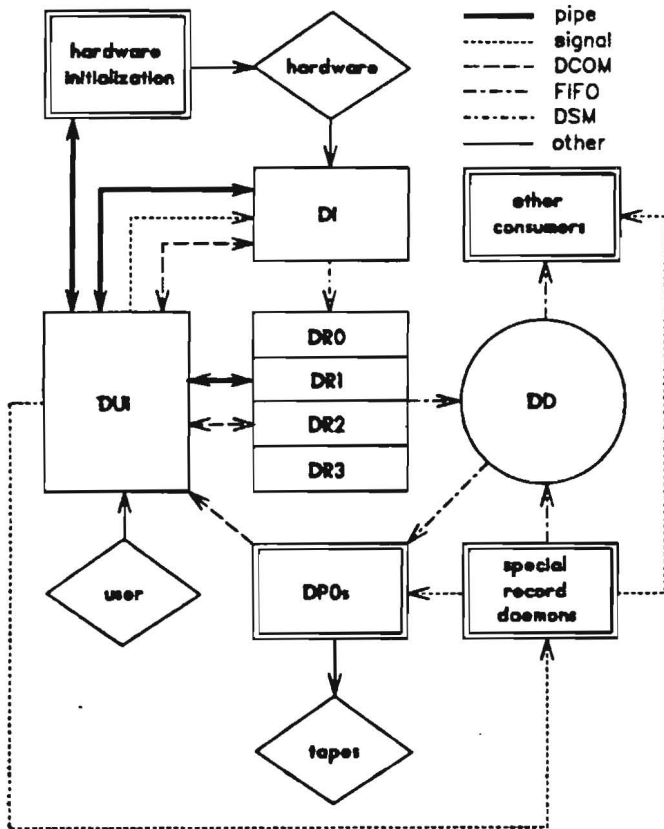 pipe
signal
DCOM
FIFO
DSM
other
hardware
initialization
hardware
DI
other
consumers
DR0
DR1
DR2
DR3
DUI
DD
user
DPOs
special
record
daemons
tapes